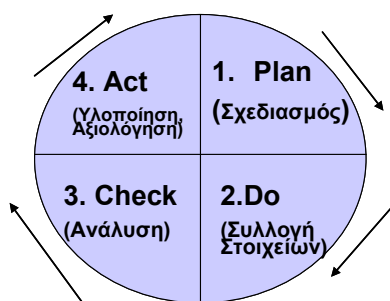 4. Act
(Υλοποίηση,
Αξιολόγηση)
1. Plan
(Σχεδιασμός)
3. Check
(Ανάλυση)
2.Do
(Συλλογή
Στοιχείων)